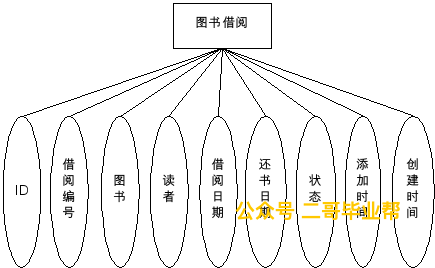 图书借阅
ID
借阅编号
图书
读者
借阅日期
还书日期
状态
添加时间
创建时间
公众号 二哥毕业帮